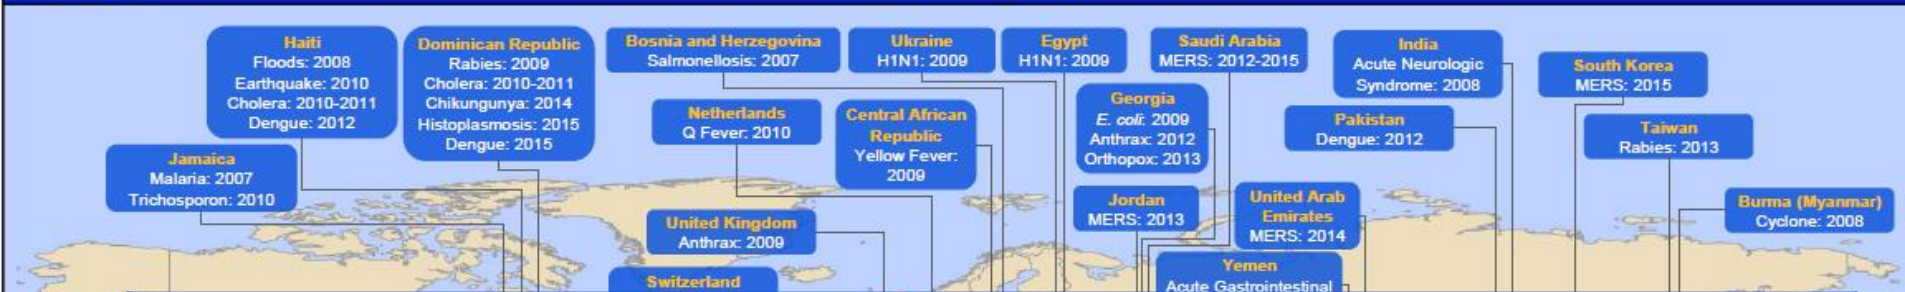 Haiti
Floods: 2008
Earthquake: 2010
Cholera: 2010-2011
Dengue: 2012
Dominican Republic
Rabies: 2009
Cholera: 2010-2011
Chikungunya: 2014
Histoplasmosis: 2015
Dengue: 2015
Bosnia and Herzegovina
Salmonellosis: 2007
Ukraine
H1N1: 2009
Egypt
H1N1: 2009
Saudi Arabia
MERS: 2012-2015
India
Acute Neurologic
Syndrome: 2008
South Korea
MERS: 2015
Netherlands
Q Fever: 2010
Central African
Republic
Yellow Fever:
2009
Georgia
E. coli: 2009
Anthrax: 2012
Orthopox: 2013
Pakistan
Dengue: 2012
Taiwan
Rabies: 2013
Jamaica
Malaria: 2007
Trichosporon: 2010
United Kingdom
Anthrax: 2009
Jordan
MERS: 2013
United Arab
Emirates
MERS: 2014
Burma (Myanmar)
Cyclone: 2008
Switzerland
Yemen
Acute Gastrointestinal